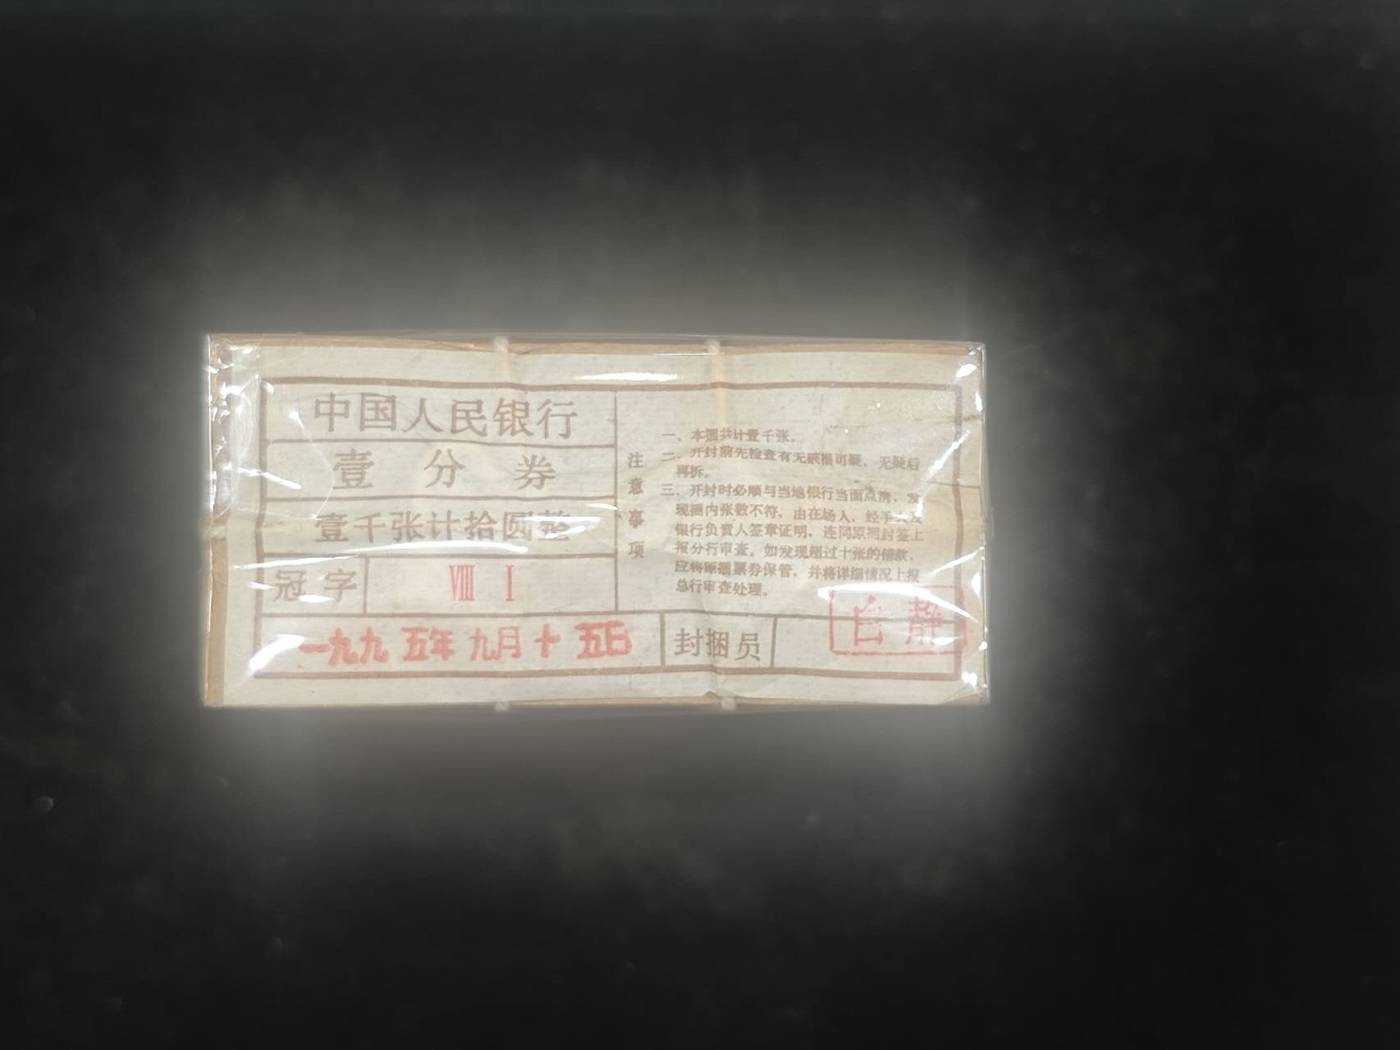 中国人民银行
壹分券
壹千张计拾圆整
冠字
Ⅷ Ⅰ
一九九五年九月十五日
注意事项
一、本捆共计壹千张。
二、开封前先检查有无破损可疑，无疑后
再拆。
三、开封时必顺与当地银行当面点清，发
现捆内张数不符，由在场人、经手人及
银行负责人签章证明，连同原捆封签上
报分行审查。如发现超过十张的错款，
应将原捆票券保管，并将详细情况上报
总行审查处理。
封捆员
台静